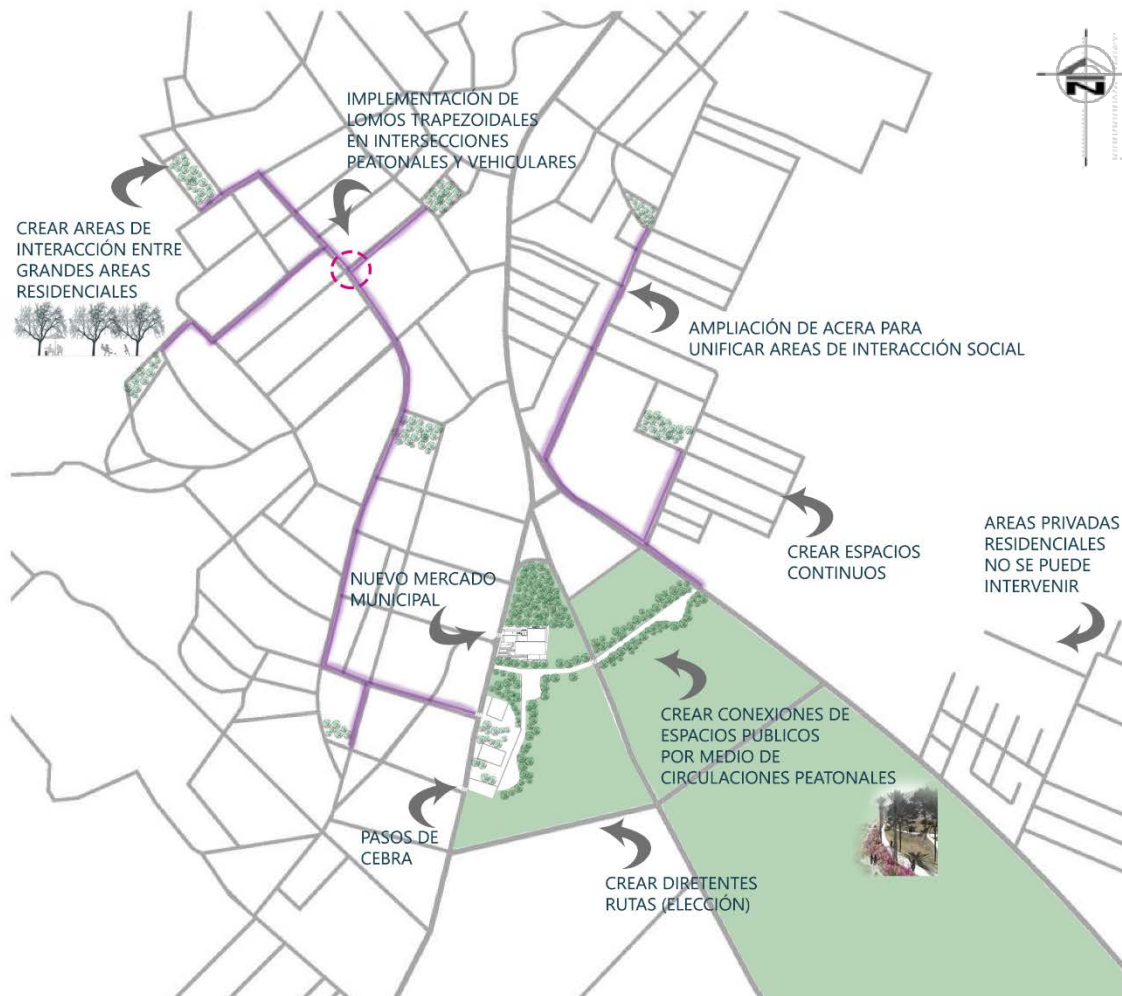 IMPLEMENTACIÓN DE
LOMOS TRAPEZOIDALES
EN INTERSECCIONES
PEATONALES Y VEHICULARES
N
CREAR AREAS DE
INTERACCIÓN ENTRE
GRANDES AREAS
RESIDENCIALES
AMPLIACIÓN DE ACERA PARA
UNIFICAR AREAS DE INTERACCIÓN SOCIAL
CREAR ESPACIOS
CONTINUOS
AREAS PRIVADAS
RESIDENCIALES
NO SE PUEDE
INTERVENIR
NUEVO MERCADO
MUNICIPAL
CREAR CONEXIONES DE
ESPACIOS PUBLICOS
POR MEDIO DE
CIRCULACIONES PEATONALES
PASOS DE
CEBRA
CREAR DIRETENTES
RUTAS (ELECCIÓN)